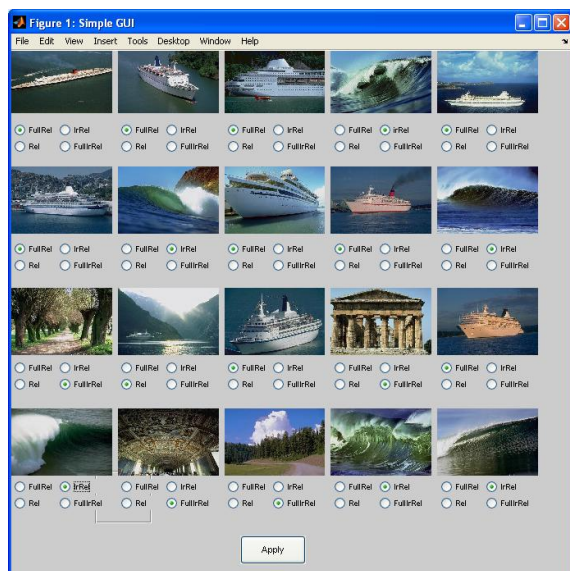 Figure 1: Simple GUI
File Edit View Insert Tools Desktop Window Help
FullRel IrRel FullRel IrRel FullRel IrRel FullRel irRel FullRel IrRel
Rel FullIrRel Rel FullIrRel Rel FullIrRel Rel FullIrRel Rel FullIrRel
FullRel IrRel FullRel IrRel FullRel IrRel FullRel IrRel FullRel IrRel
Rel FullIrRel Rel FullIrRel Rel FullIrRel Rel FullIrRel Rel FullIrRel
FullRel IrRel FullRel IrRel FullRel IrRel FullRel IrRel FullRel IrRel
Rel FullIrRel Rel FullIrRel Rel FullIrRel Rel FullIrRel Rel FullIrRel
FullRel IrRel FullRel IrRel FullRel IrRel FullRel IrRel FullRel IrRel
Rel FullIrRel Rel FullIrRel Rel FullIrRel Rel FullIrRel Rel FullIrRel
Apply